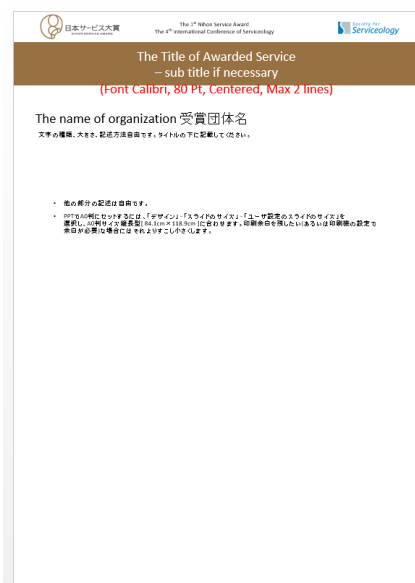 日本サービス大賞
NIHON SERVICE AWARD
The 1st Nihon Service Award
The 4th International Conference of Serviceology
Society for
Serviceology
The Title of Awarded Service
– sub title if necessary
(Font Calibri, 80 Pt, Centered, Max 2 lines)
The name of organization 受賞団体名
文字の種類、大きさ、記述方法自由です。タイトルの下に記載してください。
• 他の部分の記述は自由です。
• PPTでA0判にセットするには、「デザイン」-「スライドのサイズ」-「ユーザ設定のスライドのサイズ」を
選択し、A0判サイズ縦長型(84.1cm×118.9cm)に合わせます。印刷余白を残したい(あるいは印刷機の設定で
余白が必要)な場合にはそれよりすこし小さくします。